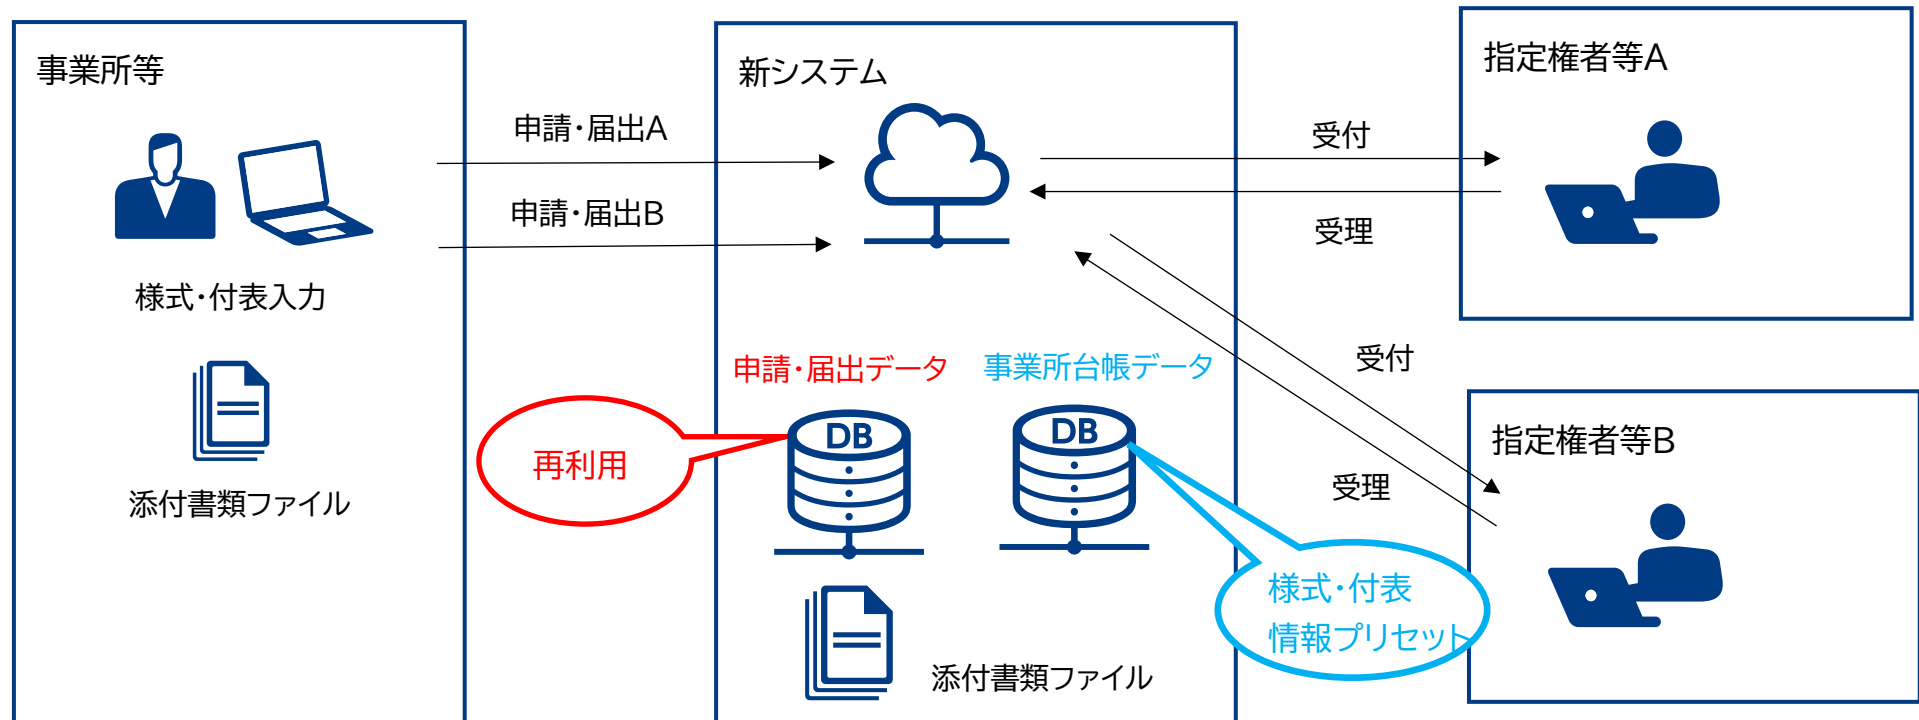 事業所等
申請・届出A
申請・届出B
様式・付表入力
添付書類ファイル
新システム
申請・届出データ
事業所台帳データ
DB
DB
再利用
様式・付表
情報プリセット
添付書類ファイル
受付
受理
受付
受理
指定権者等A
指定権者等B